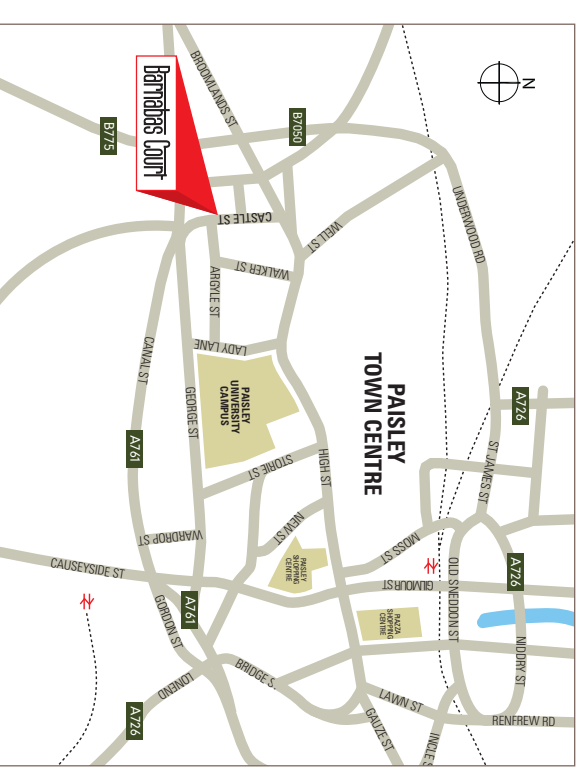 N
BROOMLANDS ST
B7050
B775
Barnabas Court
CASTLE ST
WELL ST
UNDERWOOD RD
WALKER ST
ARGYLE ST
LADY LANE
CANAL ST
GEORGE ST
PAISLEY
UNIVERSITY
CAMPUS
PAISLEY
TOWN CENTRE
A726
ST JAMES ST
HIGH ST
STORIE ST
A761
WARDROP ST
NEW ST
PAISLEY
SHOPPING
CENTRE
MOSS ST
GILMOUR ST
OLD SNEDDON ST
A726
CAUSEYSIDE ST
GORDON ST
A761
PIAZZA
SHOPPING
CENTRE
NIDDRY ST
BRIDGE S
LONEND
LAWN ST
GAUZE ST
INCLE S
RENFREW RD
A726